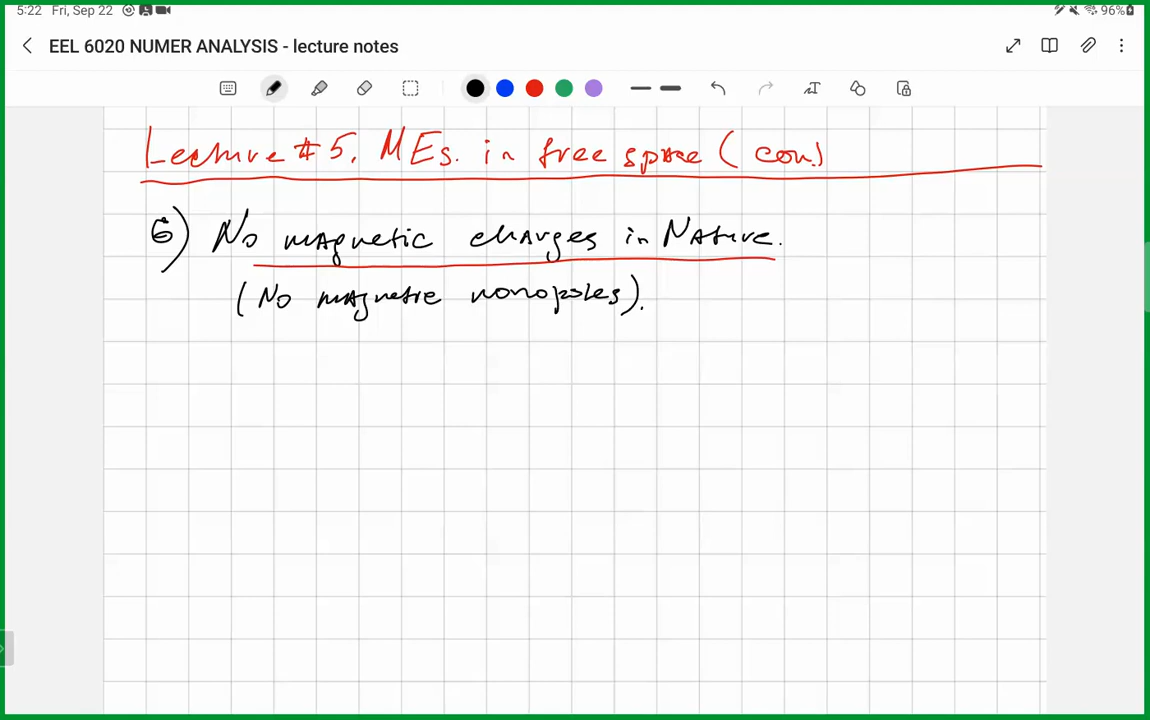 5:22 Fri, Sep 22
96%
EEL 6020 NUMER ANALYSIS - lecture notes
Lecture # 5. MEs. in free space (con.)
6) No magnetic charges in Nature.
(No magnetic monopoles).